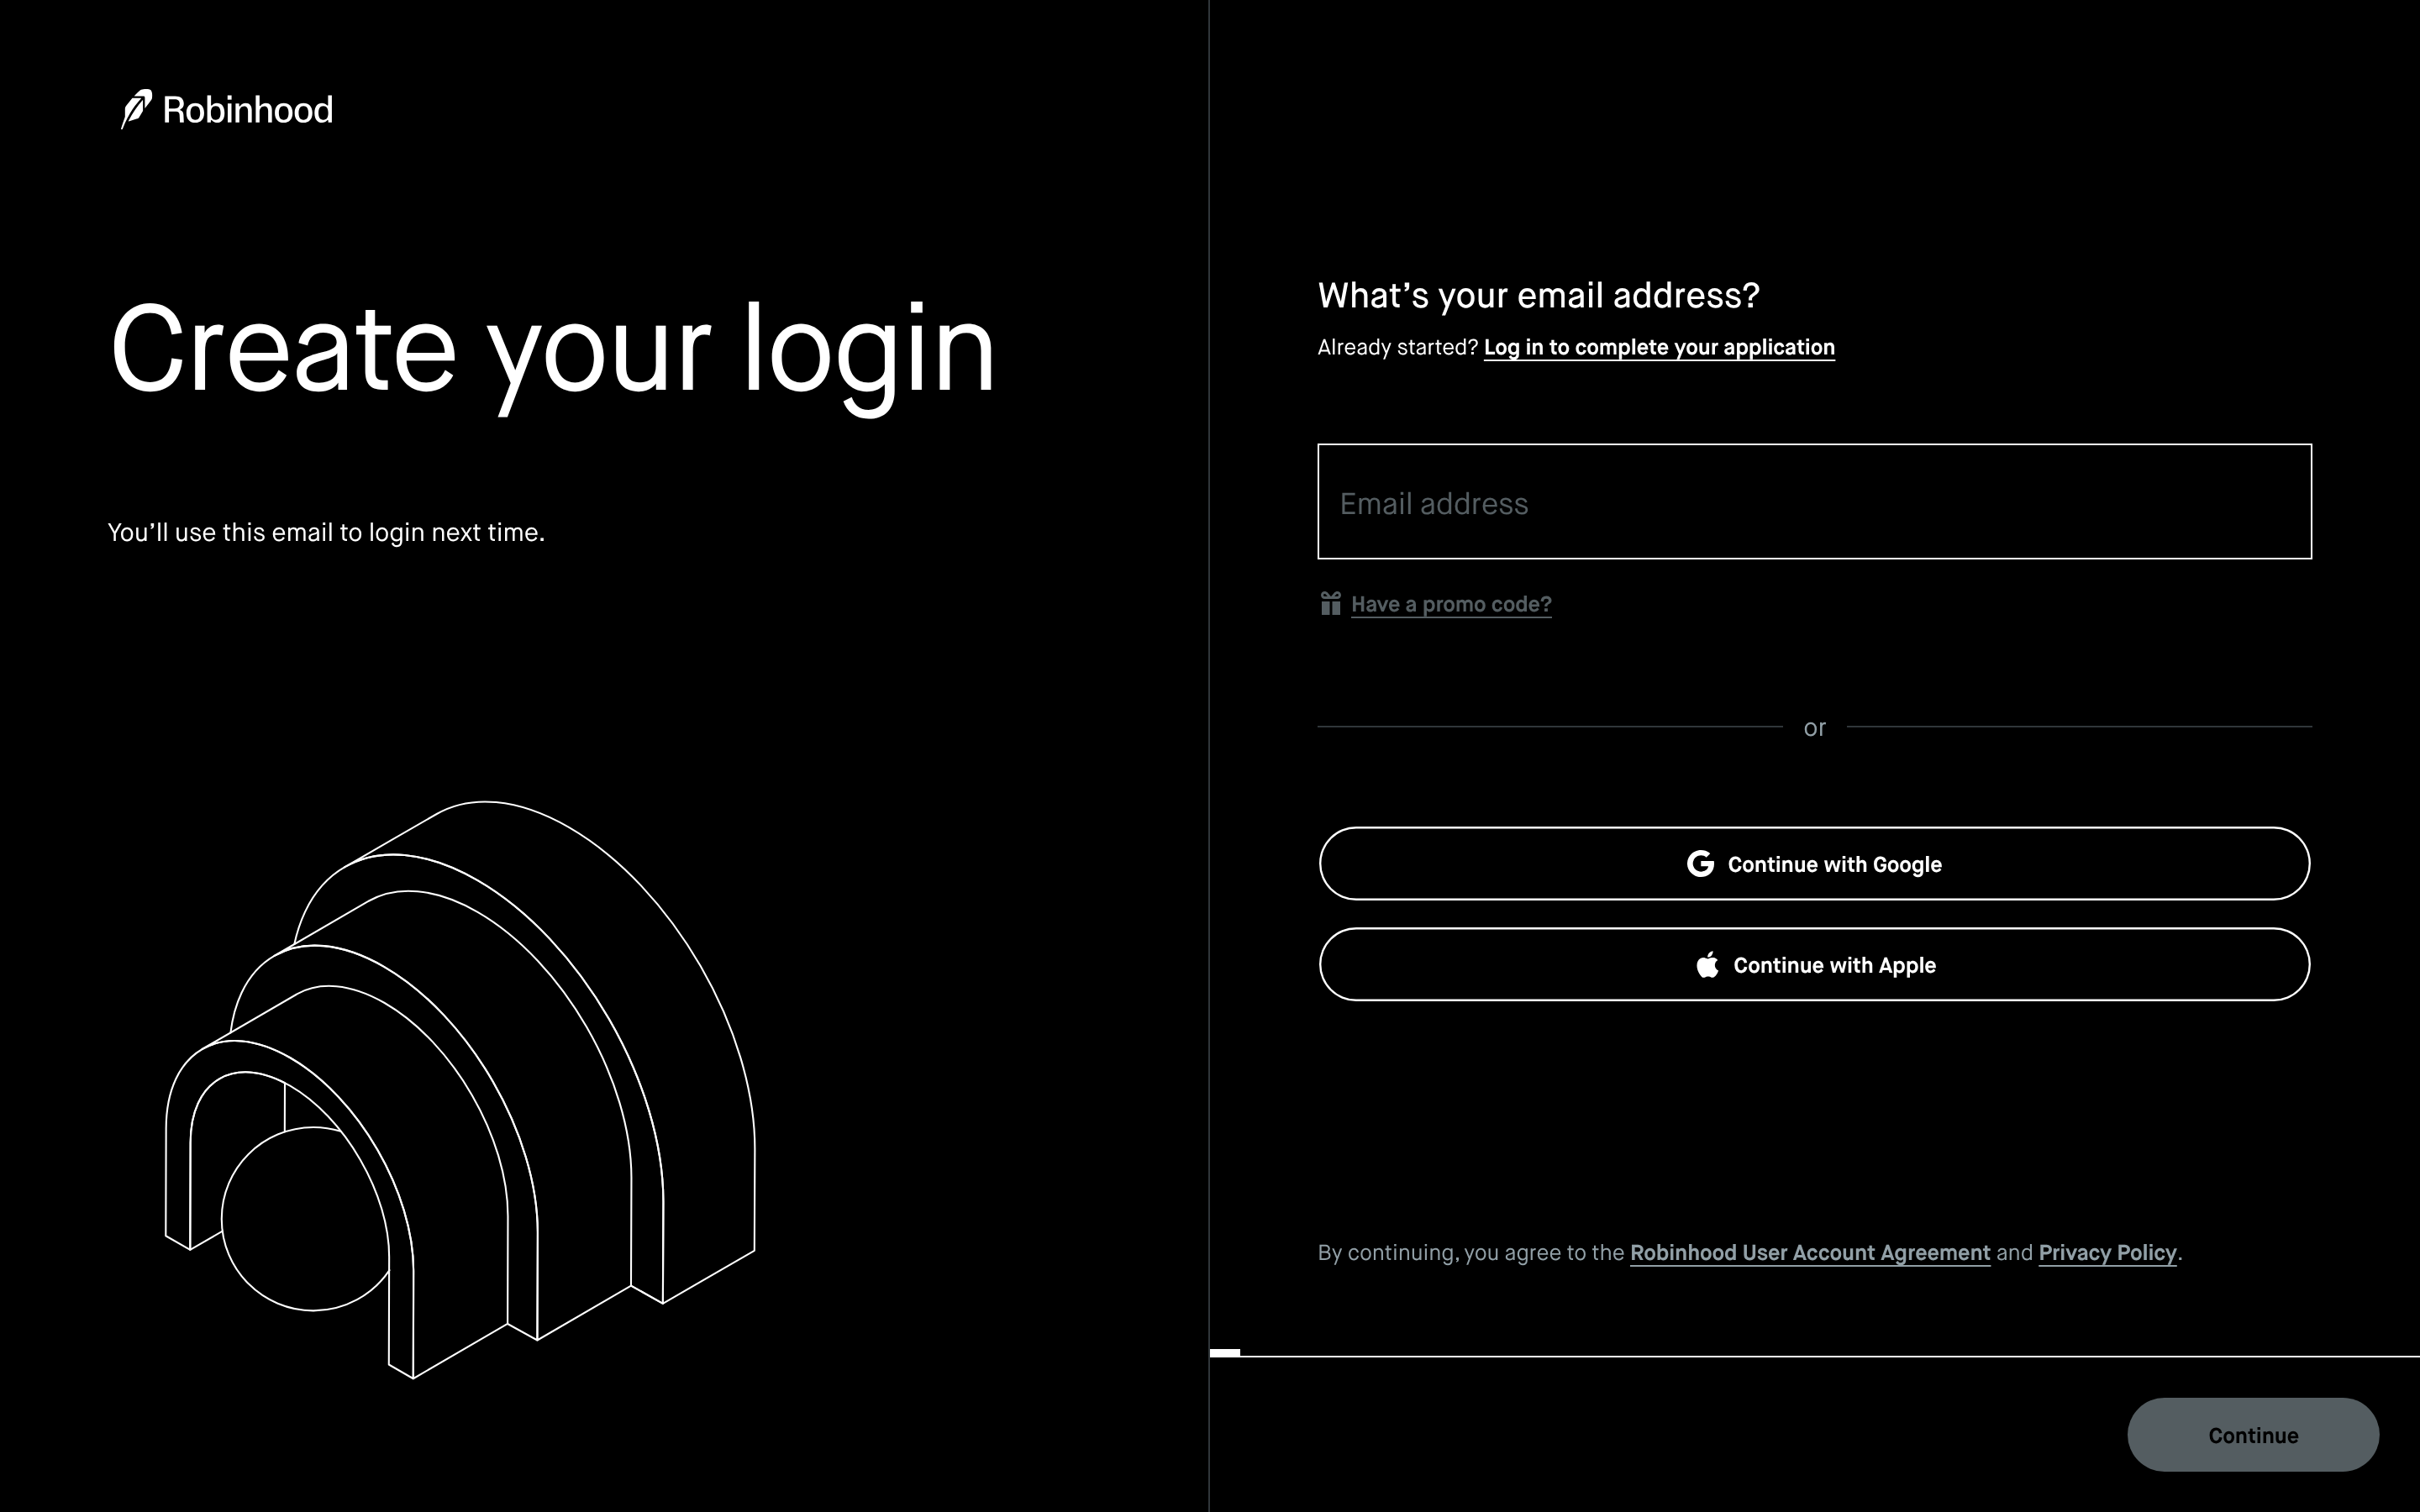 Robinhood
Create your login
You’ll use this email to login next time.
What’s your email address?
Already started? Log in to complete your application
Email address
Have a promo code?
or
Continue with Google
Continue with Apple
By continuing, you agree to the Robinhood User Account Agreement and Privacy Policy.
Continue